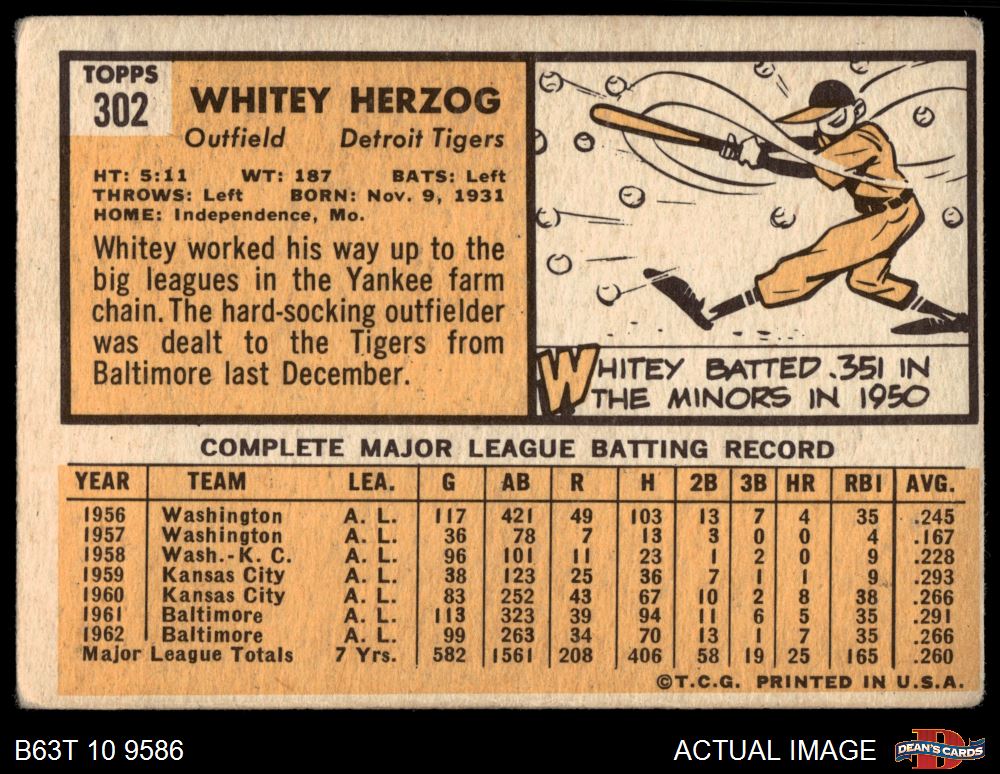 TOPPS
302
WHITEY HERZOG
Outfield Detroit Tigers
HT: 5:11 WT: 187 BATS: Left
THROWS: Left BORN: Nov. 9, 1931
HOME: Independence, Mo.
Whitey worked his way up to the
big leagues in the Yankee farm
chain. The hard-socking outfielder
was dealt to the Tigers from
Baltimore last December.
WHITEY BATTED .351 IN
THE MINORS IN 1950
COMPLETE MAJOR LEAGUE BATTING RECORD
YEAR TEAM LEA. G AB R H 2B 3B HR RBI AVG.
1956 Washington A. L. 117 421 49 103 13 7 4 35 .245
1957 Washington A. L. 36 78 7 13 3 0 0 4 .167
1958 Wash.-K. C. A. L. 96 101 11 23 1 2 0 9 .228
1959 Kansas City A. L. 38 123 25 36 7 1 1 9 .293
1960 Kansas City A. L. 83 252 43 67 10 2 8 38 .266
1961 Baltimore A. L. 113 323 39 94 11 6 5 35 .291
1962 Baltimore A. L. 99 263 34 70 13 1 7 35 .266
Major League Totals 7 Yrs. 582 1561 208 406 58 19 25 165 .260
©T.C.G. PRINTED IN U.S.A.
B63T 10 9586
ACTUAL IMAGE
D
DEAN'S CARDS